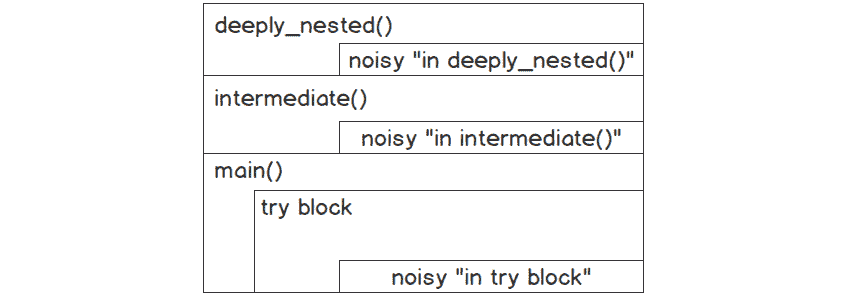 deeply_nested()
noisy "in deeply_nested()"
intermediate()
noisy "in intermediate()"
main()
try block
noisy "in try block"